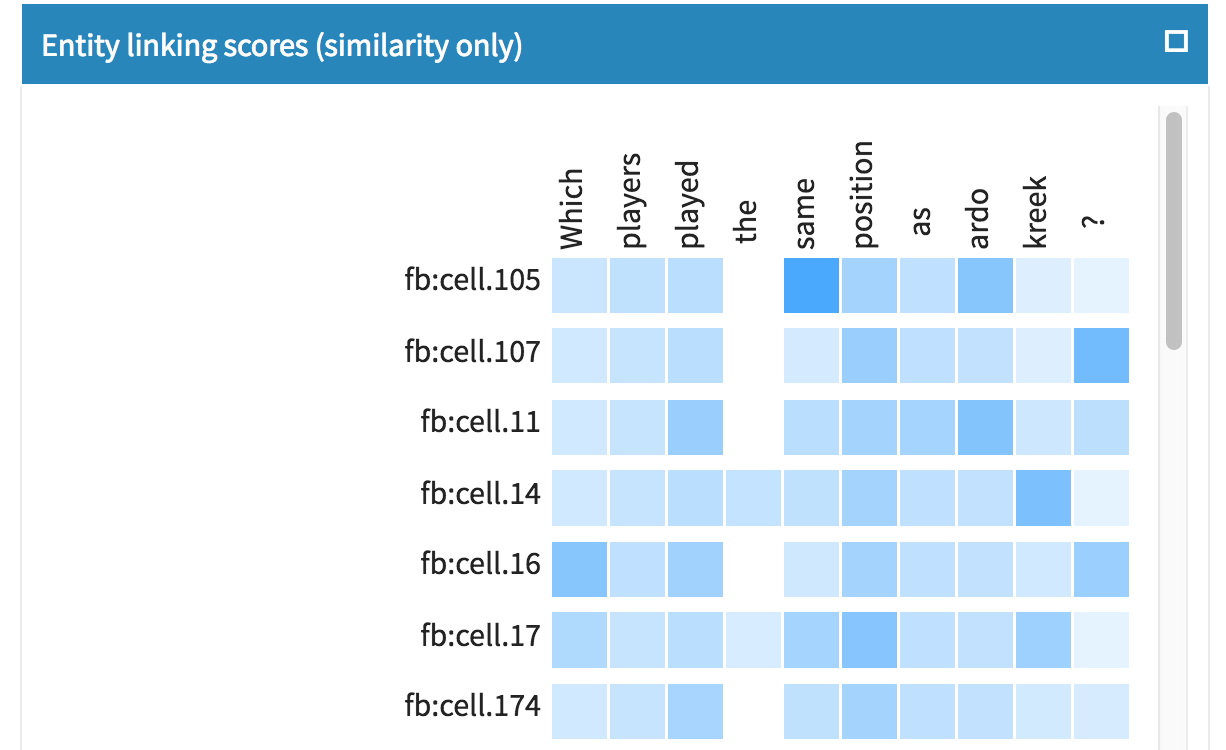 Entity linking scores (similarity only)
Which players played the same position as ardo kreek ?
fb:cell.105
fb:cell.107
fb:cell.11
fb:cell.14
fb:cell.16
fb:cell.17
fb:cell.174